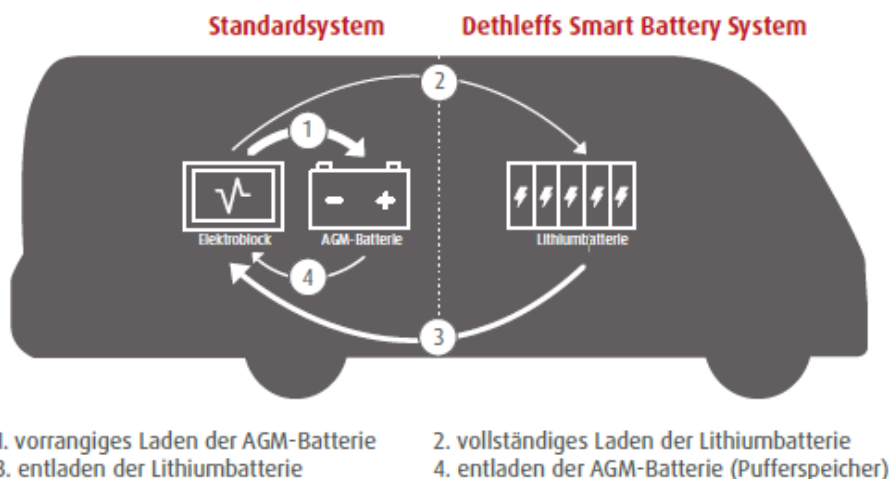 Standardsystem
Dethleffs Smart Battery System
2
1
Elektroblock
AGM-Batterie
Lithiumbatterie
4
3
1. vorrangiges Laden der AGM-Batterie
2. vollständiges Laden der Lithiumbatterie
3. entladen der Lithiumbatterie
4. entladen der AGM-Batterie (Pufferspeicher)